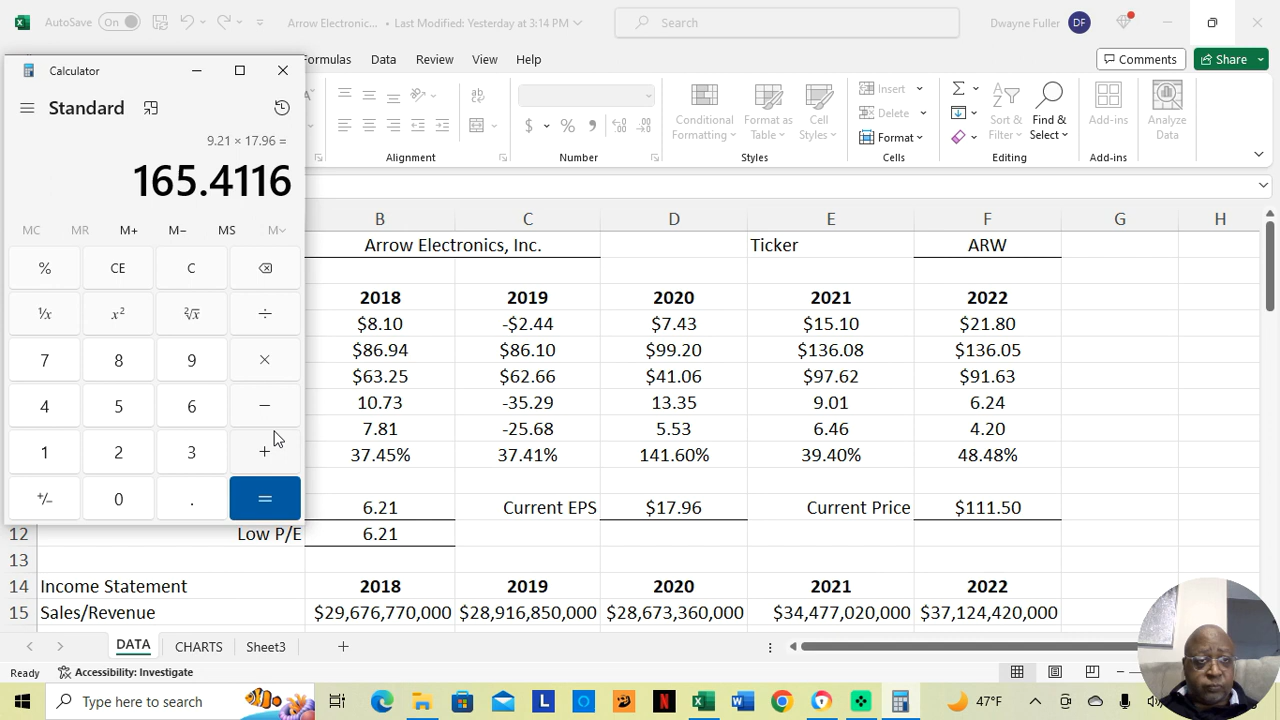 AutoSave On Arrow Electronic... • Last Modified: Yesterday at 3:14 PM Search Dwayne Fuller DF
Formulas Data Review View Help Comments Share
Calculator
Standard
9.21 × 17.96 =
165.4116
MC MR M+ M− MS M
% CE C
¹/x x² ²√x ÷
7 8 9 ×
4 5 6 −
1 2 3 +
+/− 0 . =
Conditional Formatting
Format as Table
Cell Styles
Insert
Delete
Format
Sort & Filter
Find & Select
Add-ins
Analyze Data
Alignment Number Styles Cells Editing Add-ins
B C D E F G H
Arrow Electronics, Inc. Ticker ARW
2018 2019 2020 2021 2022
$8.10 -$2.44 $7.43 $15.10 $21.80
$86.94 $86.10 $99.20 $136.08 $136.05
$63.25 $62.66 $41.06 $97.62 $91.63
10.73 -35.29 13.35 9.01 6.24
7.81 -25.68 5.53 6.46 4.20
37.45% 37.41% 141.60% 39.40% 48.48%
6.21 Current EPS $17.96 Current Price $111.50
12 Low P/E 6.21
13
14 Income Statement 2018 2019 2020 2021 2022
15 Sales/Revenue $29,676,770,000 $28,916,850,000 $28,673,360,000 $34,477,020,000 $37,124,420,000
DATA CHARTS Sheet3
Ready Accessibility: Investigate
Type here to search 47°F